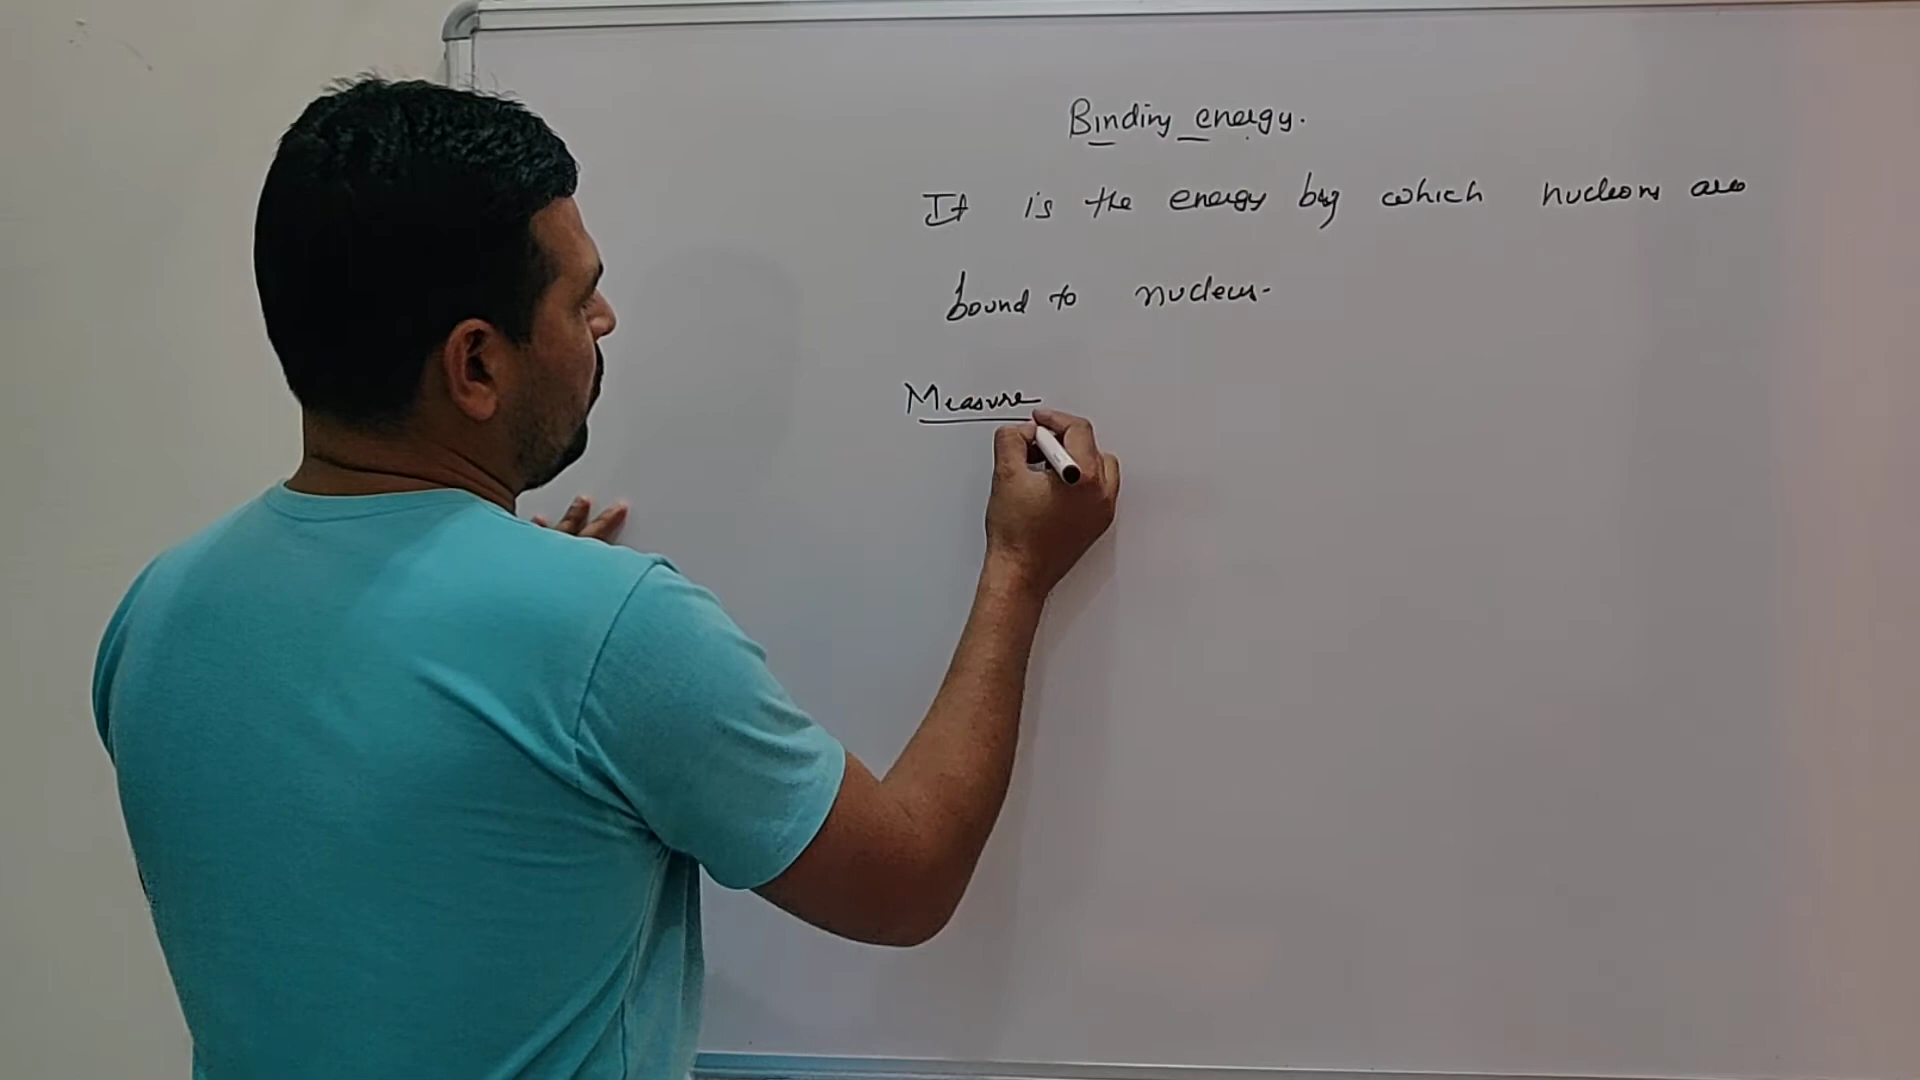 Binding energy.
It is the energy by which nucleons are
bound to nucleus.
Measure